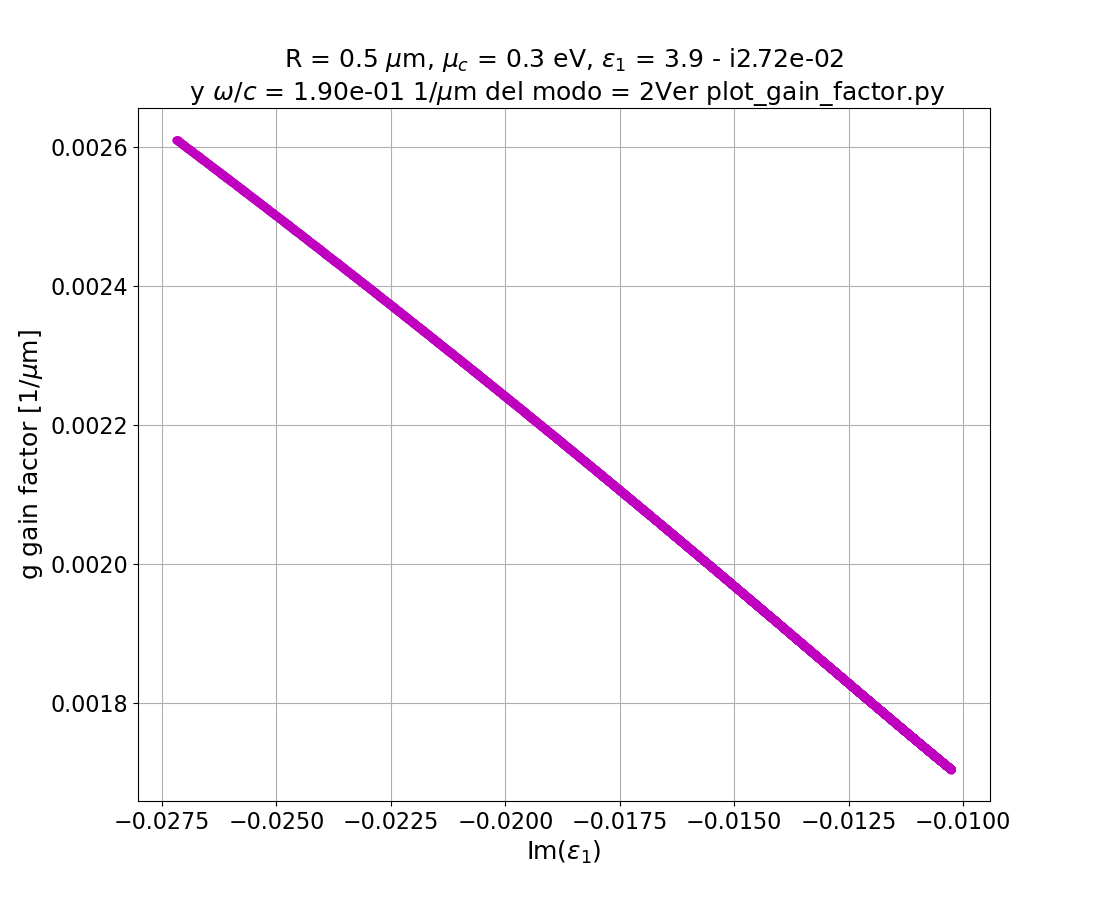 R = 0.5 μm, μ_c = 0.3 eV, ε₁ = 3.9 - i2.72e-02
y ω/c = 1.90e-01 1/μm del modo = 2Ver plot_gain_factor.py
g gain factor [1/μm]
0.0026
0.0024
0.0022
0.0020
0.0018
−0.0275 −0.0250 −0.0225 −0.0200 −0.0175 −0.0150 −0.0125 −0.0100
Im(ε₁)